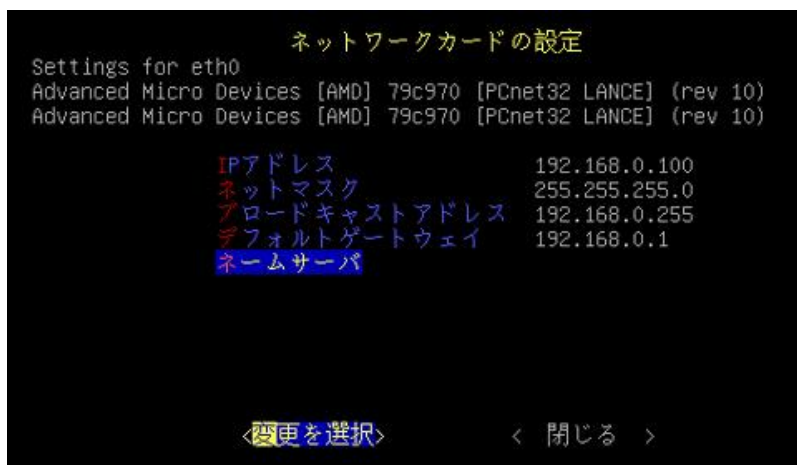 ネットワークカードの設定
Settings for eth0
Advanced Micro Devices [AMD] 79c970 [PCnet32 LANCE] (rev 10)
Advanced Micro Devices [AMD] 79c970 [PCnet32 LANCE] (rev 10)
IPアドレス 192.168.0.100
ネットマスク 255.255.255.0
ブロードキャストアドレス 192.168.0.255
デフォルトゲートウェイ 192.168.0.1
ネームサーバ
<変更を選択> < 閉じる >